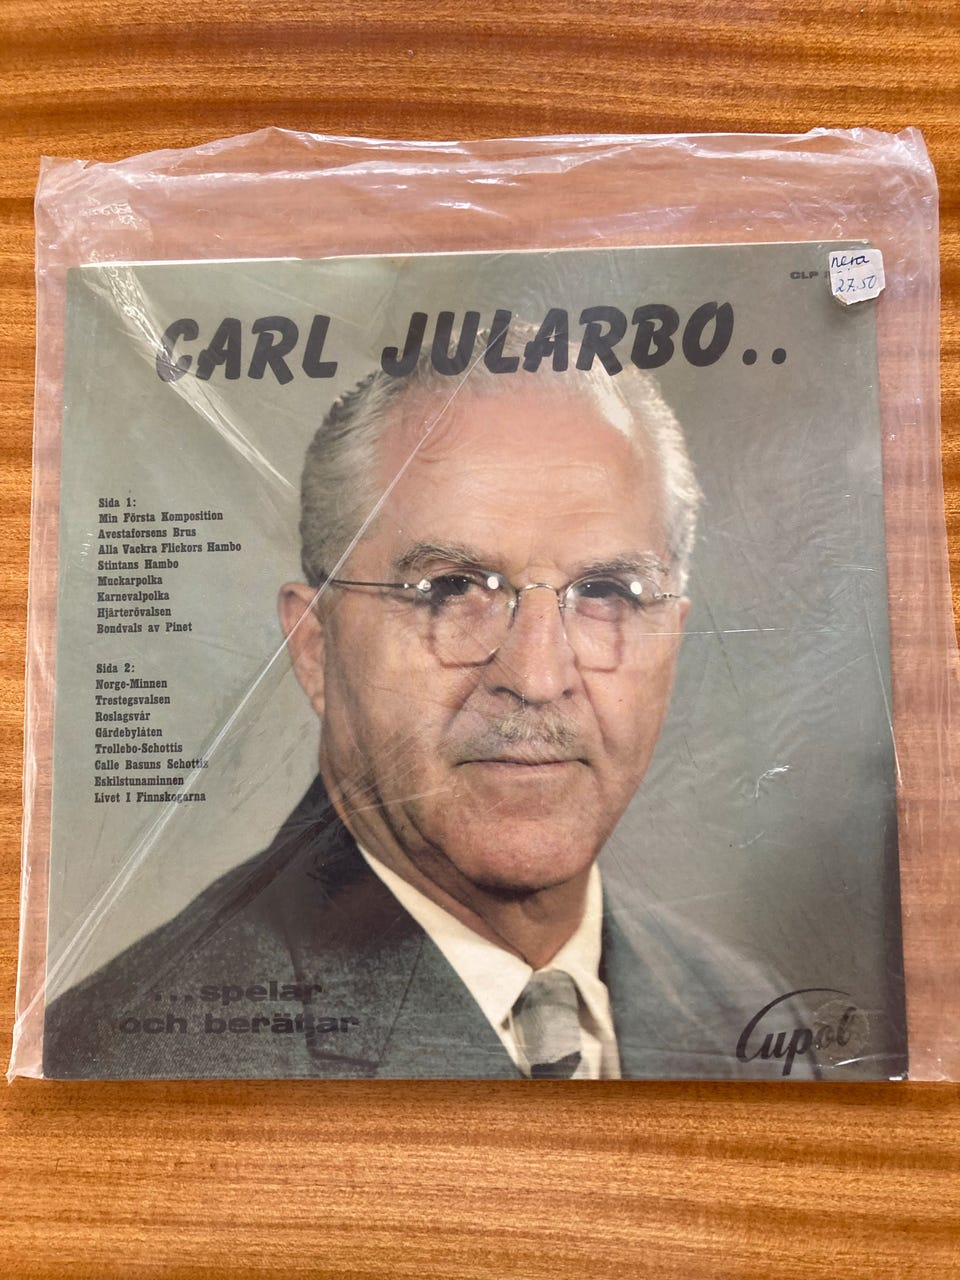 nera
27.50
CLP
CARL JULARBO..
Sida 1:
Min Första Komposition
Avestaforsens Brus
Alla Vackra Flickors Hambo
Stintans Hambo
Muckarpolka
Karnevalpolka
Hjärterövalsen
Bondvals av Pinet
Sida 2:
Norge-Minnen
Trestegsvalsen
Roslagsvår
Gärdebylåten
Trollebo-Schottis
Calle Basuns Schottis
Eskilstunaminnen
Livet I Finnskogarna
...spelar
och berättar
Cupol